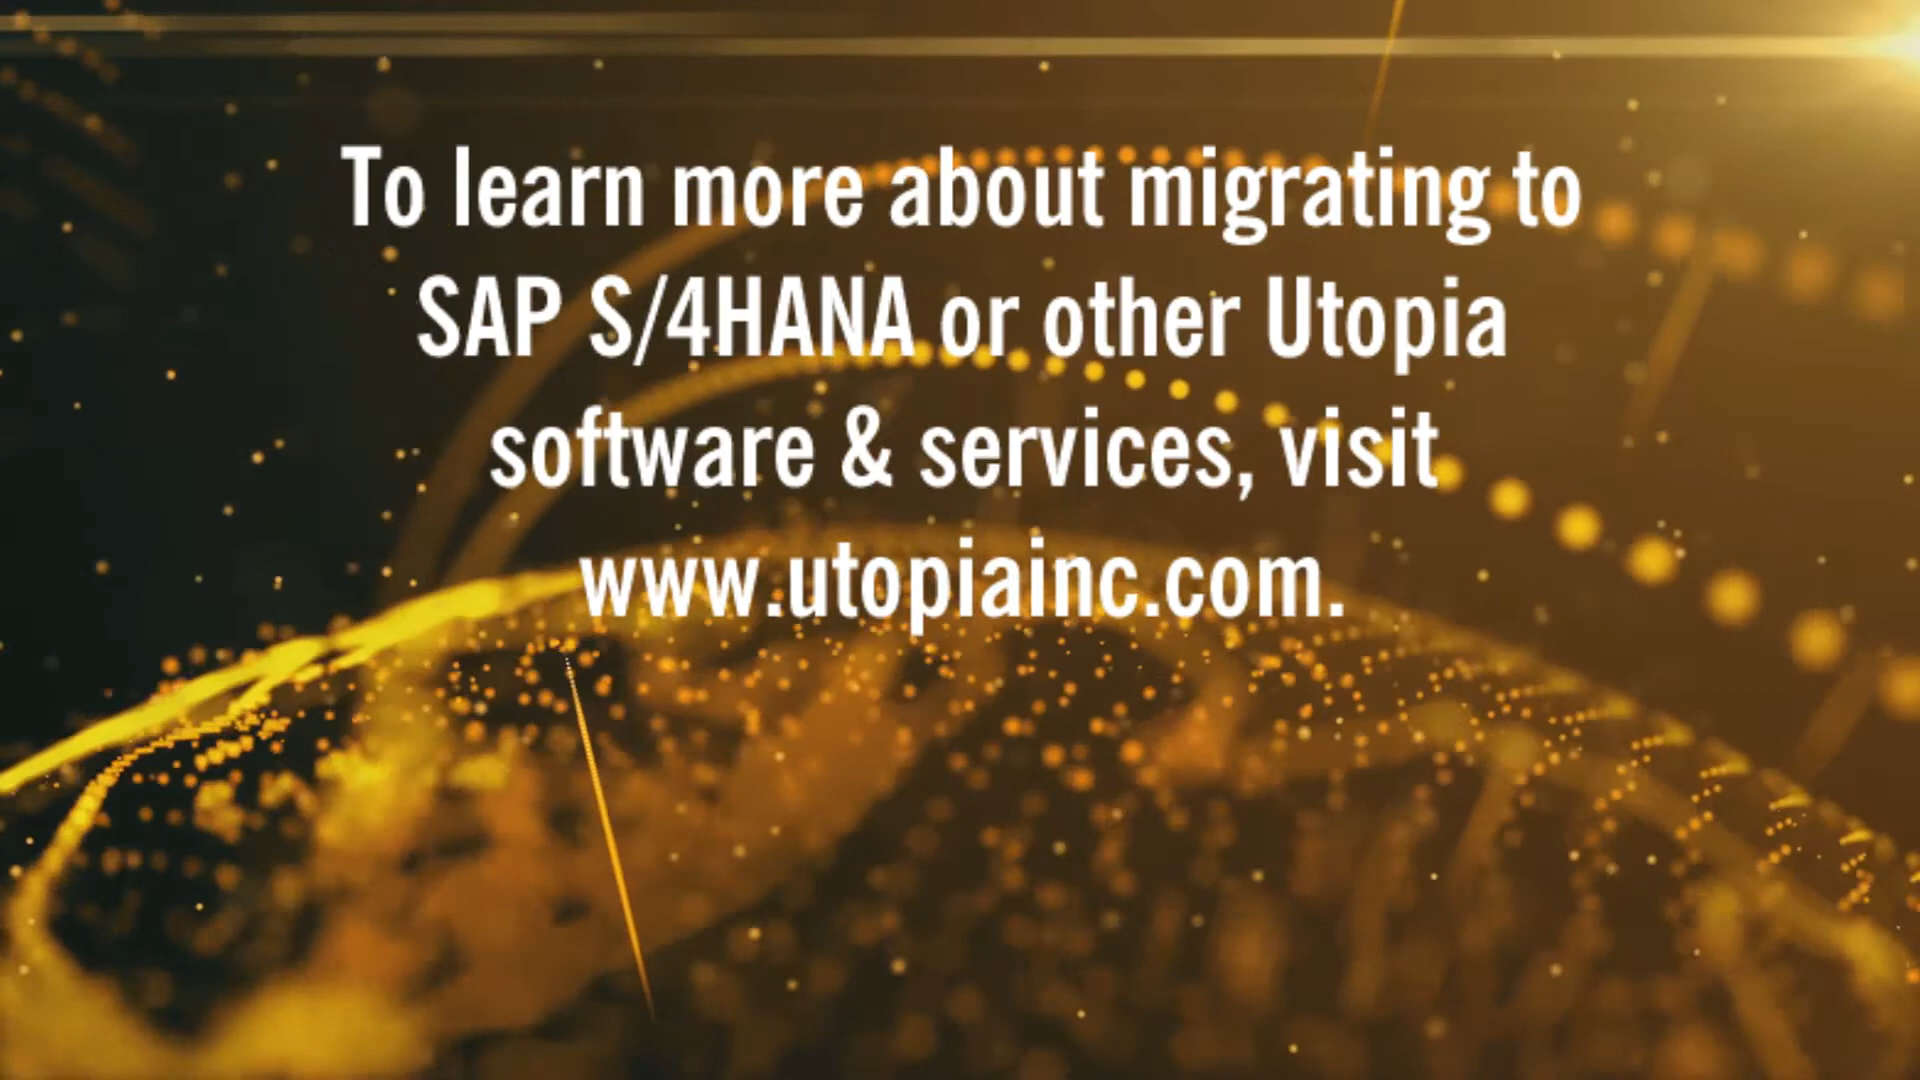 To learn more about migrating to
SAP S/4HANA or other Utopia
software & services, visit
www.utopiainc.com.